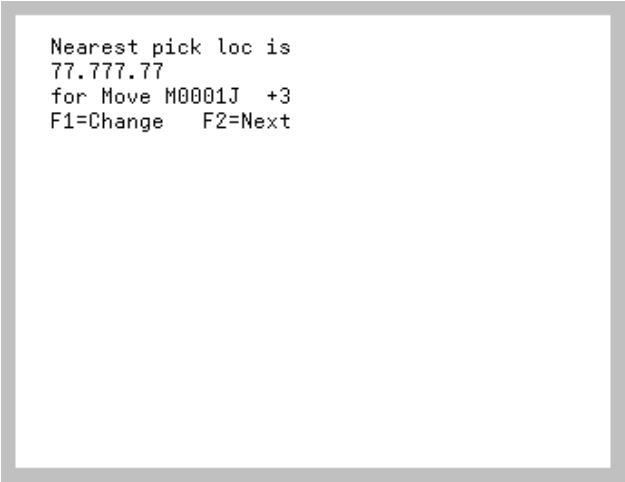 Nearest pick loc is
77.777.77
for Move M0001J  +3
F1=Change   F2=Next